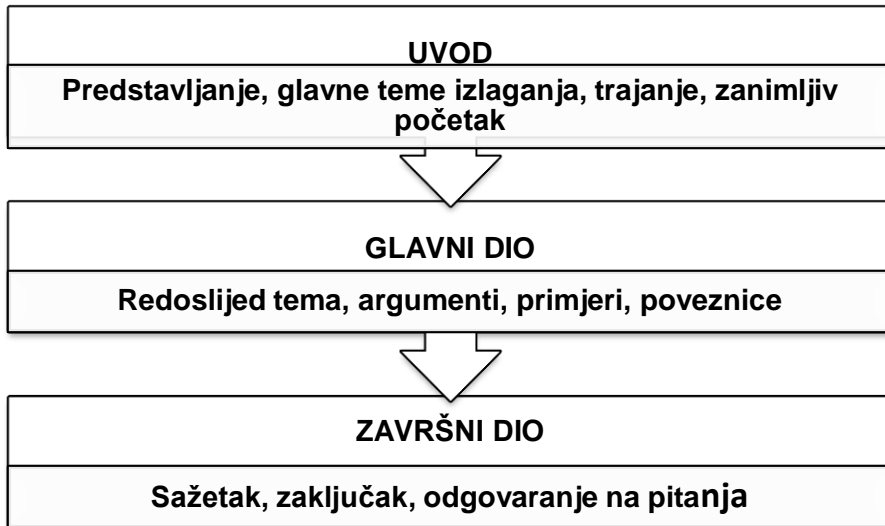 UVOD
Predstavljanje, glavne teme izlaganja, trajanje, zanimljiv
početak
GLAVNI DIO
Redoslijed tema, argumenti, primjeri, poveznice
ZAVRŠNI DIO
Sažetak, zaključak, odgovaranje na pitanja